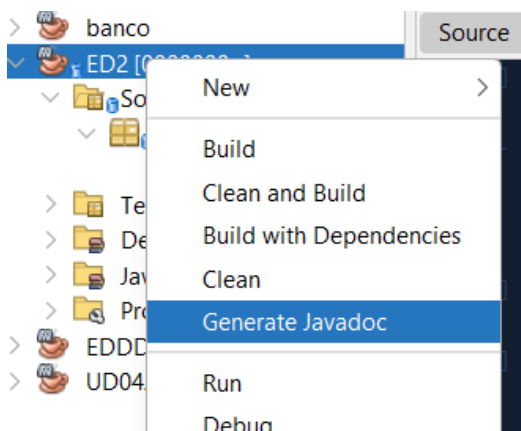 banco
Source
ED2 [
New
So
Build
Clean and Build
Te
Build with Dependencies
De
Jav
Clean
Pro
Generate Javadoc
EDDD
UD04
Run
Debug